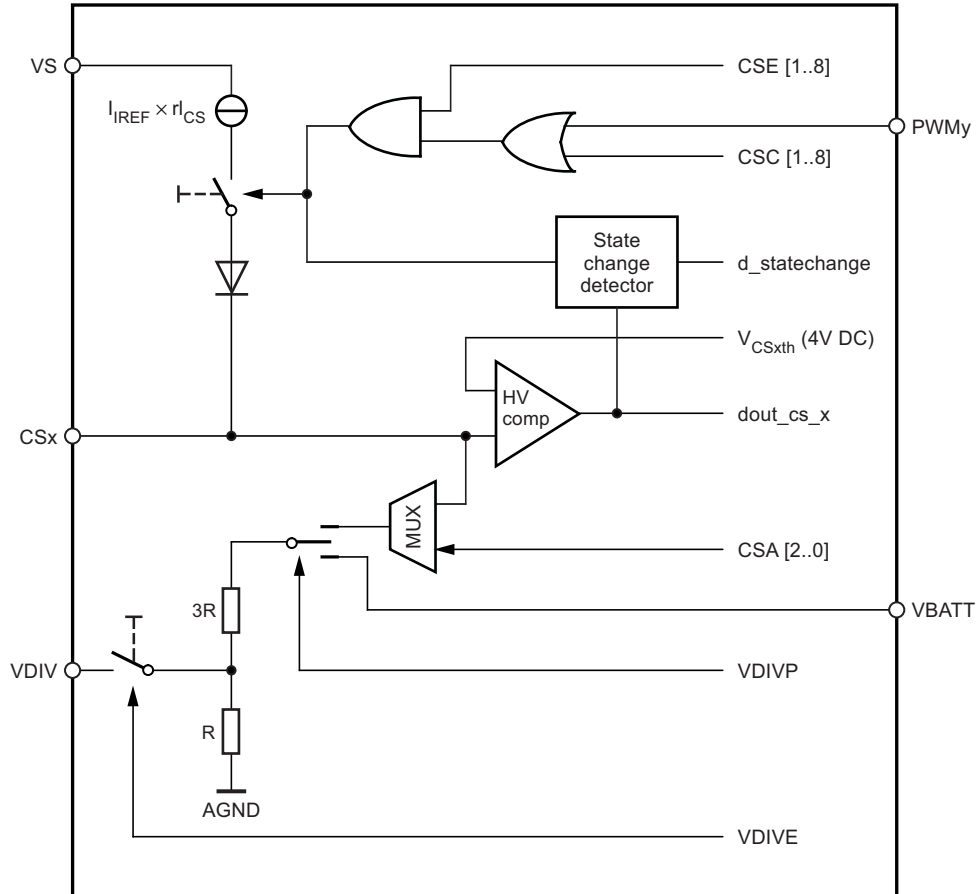 VS
CSE [1..8]
I_IREF × rI_CS
PWMy
CSC [1..8]
State
change
detector
d_statechange
V_CSxth (4V DC)
HV
comp
dout_cs_x
CSx
MUX
CSA [2..0]
3R
VBATT
VDIV
VDIVP
R
AGND
VDIVE